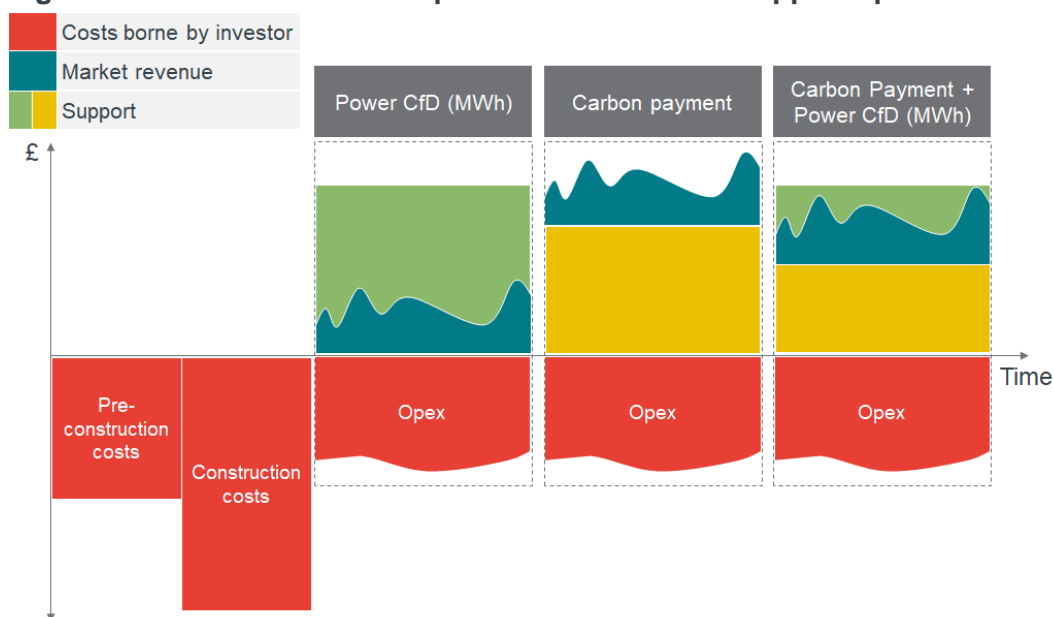 Costs borne by investor
Market revenue
Support
Power CfD (MWh)
Carbon payment
Carbon Payment +
Power CfD (MWh)
£
Time
Pre-
construction
costs
Construction
costs
Opex
Opex
Opex